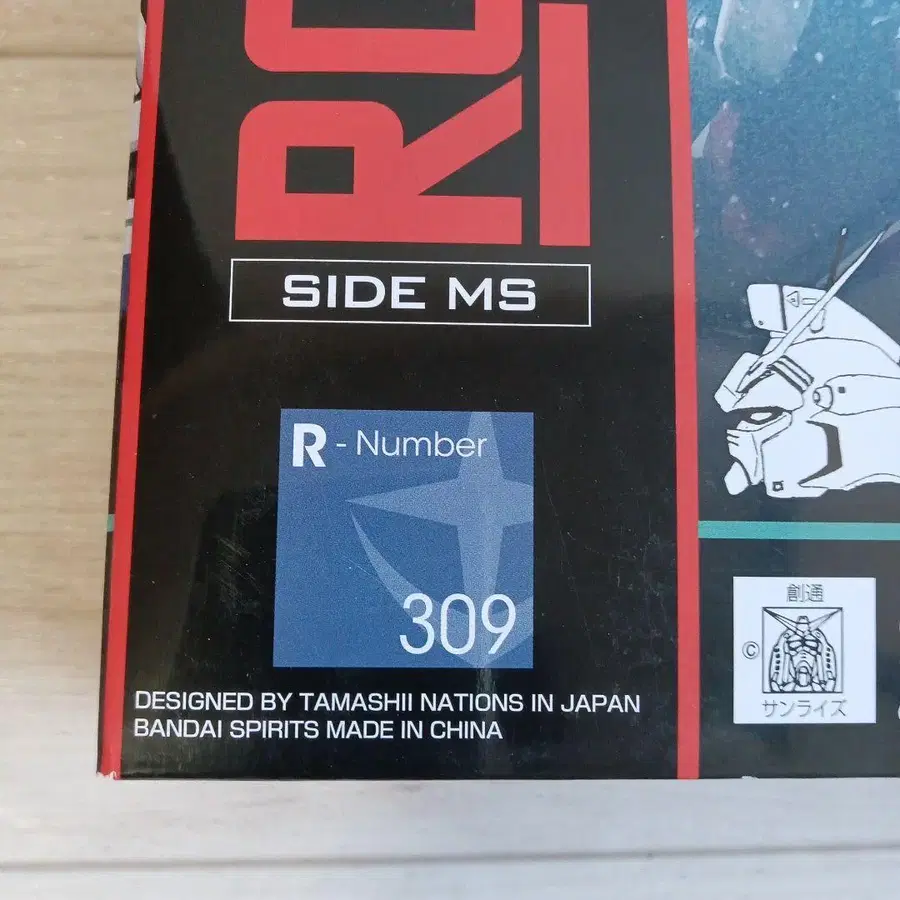 SIDE MS
R - Number
309
DESIGNED BY TAMASHII NATIONS IN JAPAN
BANDAI SPIRITS MADE IN CHINA
創通
©
サンライズ